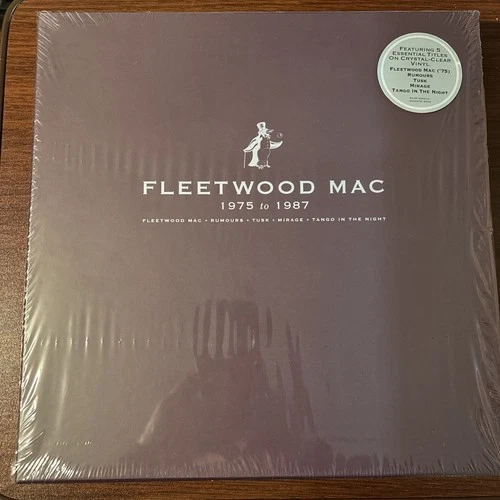 FEATURING 5
ESSENTIAL TITLES
ON CRYSTAL-CLEAR
VINYL
FLEETWOOD MAC ('75)
RUMOURS
TUSK
MIRAGE
TANGO IN THE NIGHT
FLEETWOOD MAC
1975 to 1987
FLEETWOOD MAC • RUMOURS • TUSK • MIRAGE • TANGO IN THE NIGHT